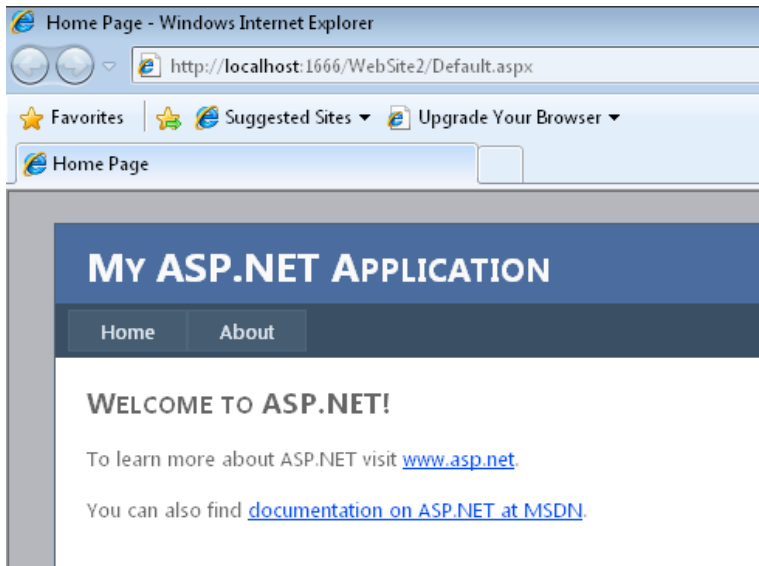 Home Page - Windows Internet Explorer
http://localhost:1666/WebSite2/Default.aspx
Favorites Suggested Sites Upgrade Your Browser
Home Page
MY ASP.NET APPLICATION
Home About
WELCOME TO ASP.NET!
To learn more about ASP.NET visit www.asp.net.
You can also find documentation on ASP.NET at MSDN.